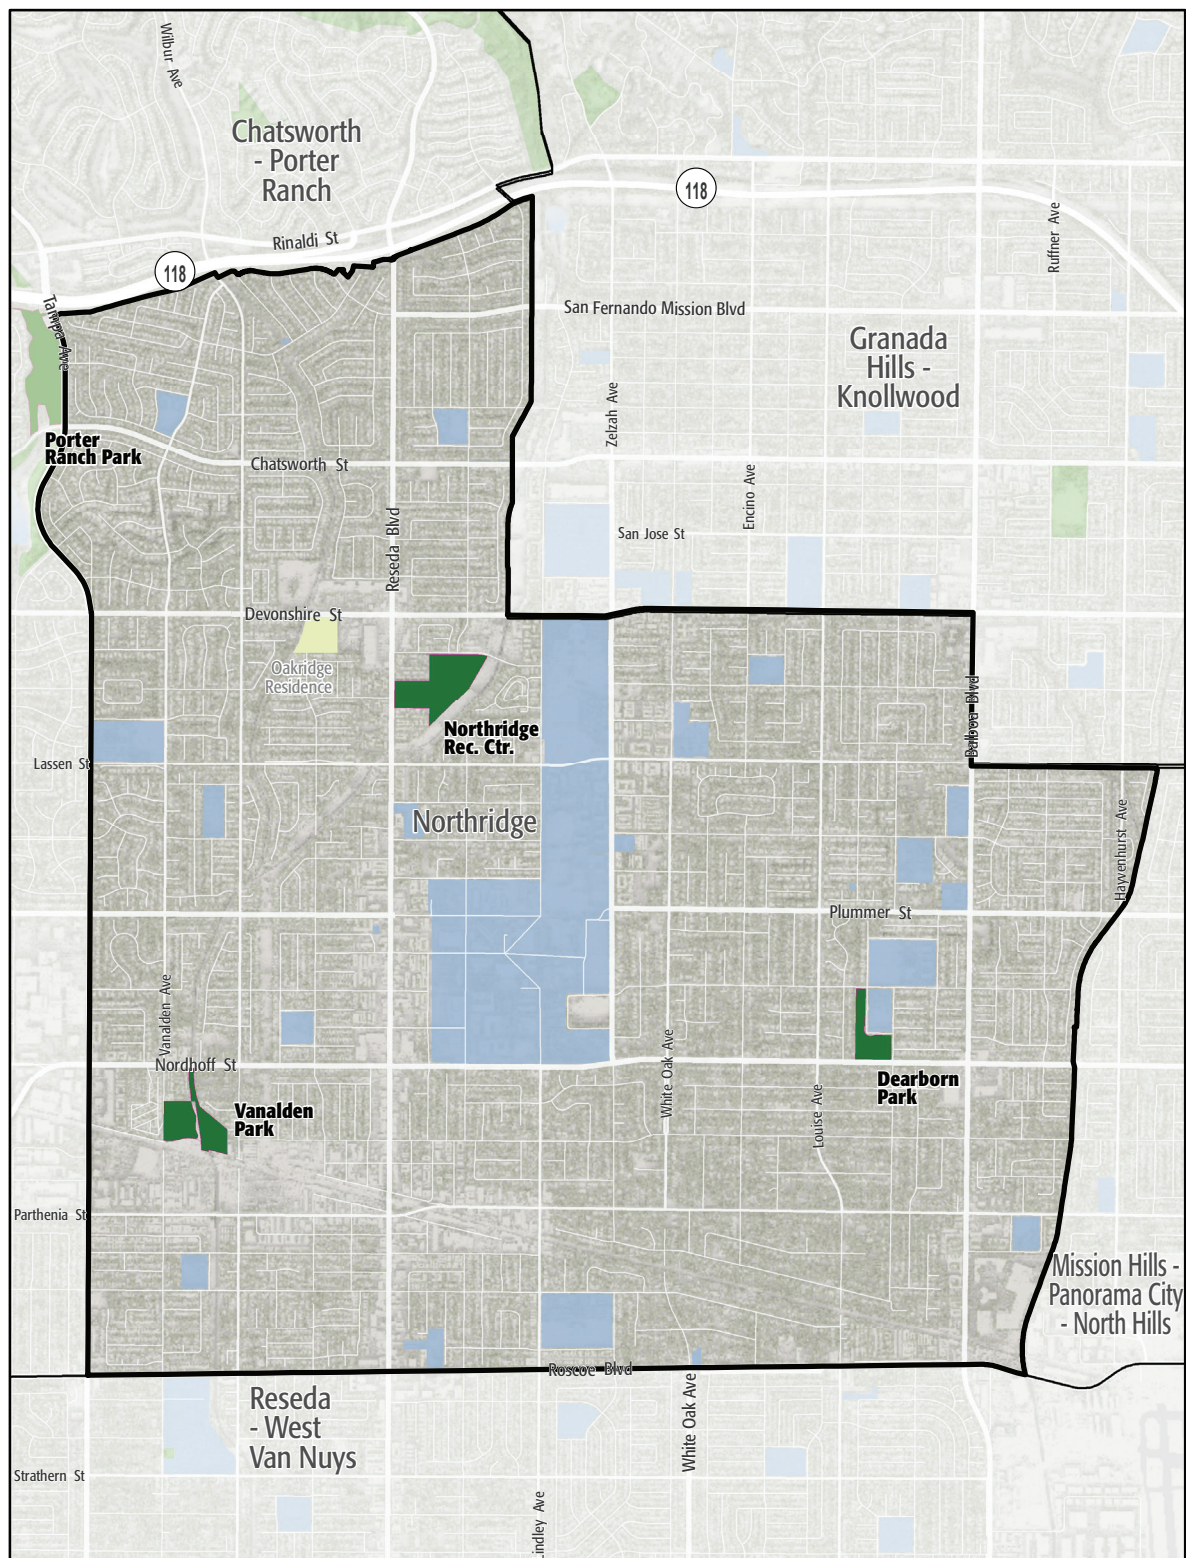 Wilbur Ave
Chatsworth
- Porter
Ranch
118
Rinaldi St
118
Ruffner Ave
Tampa Ave
San Fernando Mission Blvd
Granada
Hills -
Knollwood
Zelzah Ave
Porter
Ranch Park
Chatsworth St
Encino Ave
Reseda Blvd
San Jose St
Devonshire St
Oakridge
Residence
Northridge
Rec. Ctr.
Balboa Blvd
Lassen St
Northridge
Hayvenhurst Ave
Plummer St
Vanalden Ave
Nordhoff St
White Oak Ave
Dearborn
Park
Louise Ave
Vanalden
Park
Parthenia St
Mission Hills -
Panorama City
- North Hills
Roscoe Blvd
Reseda
- West
Van Nuys
White Oak Ave
Strathern St
Lindley Ave